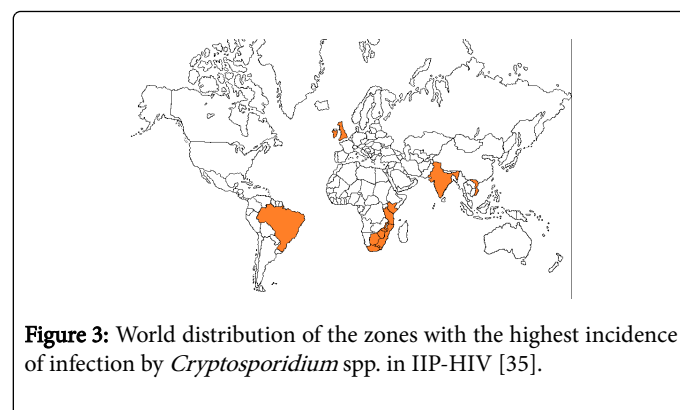 Figure 3: World distribution of the zones with the highest incidence
of infection by Cryptosporidium spp. in IIP-HIV [35].